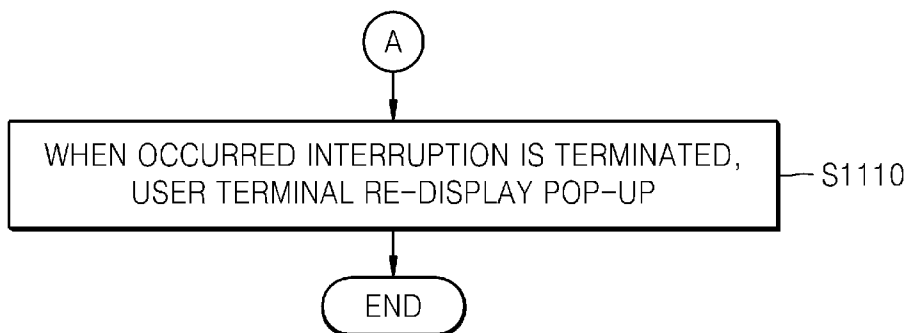 A
WHEN OCCURRED INTERRUPTION IS TERMINATED,
USER TERMINAL RE-DISPLAY POP-UP
S1110
END